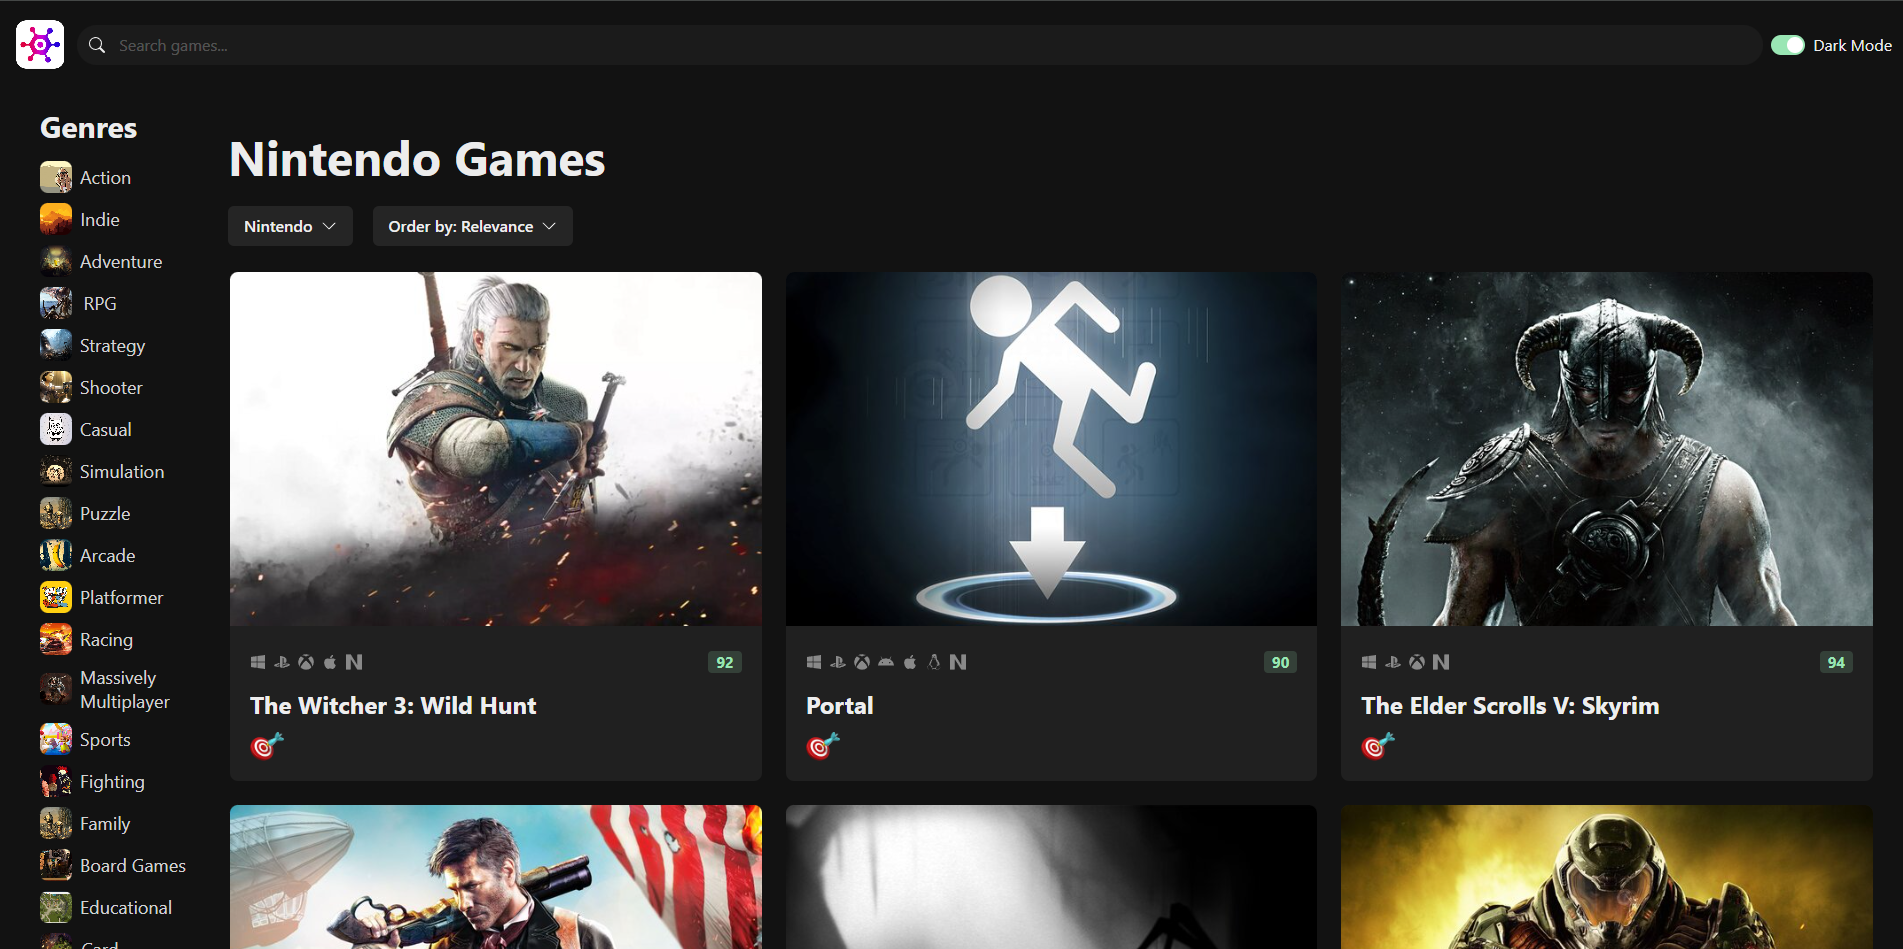 Search games...
Dark Mode
Genres
Action
Indie
Adventure
RPG
Strategy
Shooter
Casual
Simulation
Puzzle
Arcade
Platformer
Racing
Massively
Multiplayer
Sports
Fighting
Family
Board Games
Educational
Card
Nintendo Games
Nintendo
Order by: Relevance
92
The Witcher 3: Wild Hunt
90
Portal
94
The Elder Scrolls V: Skyrim